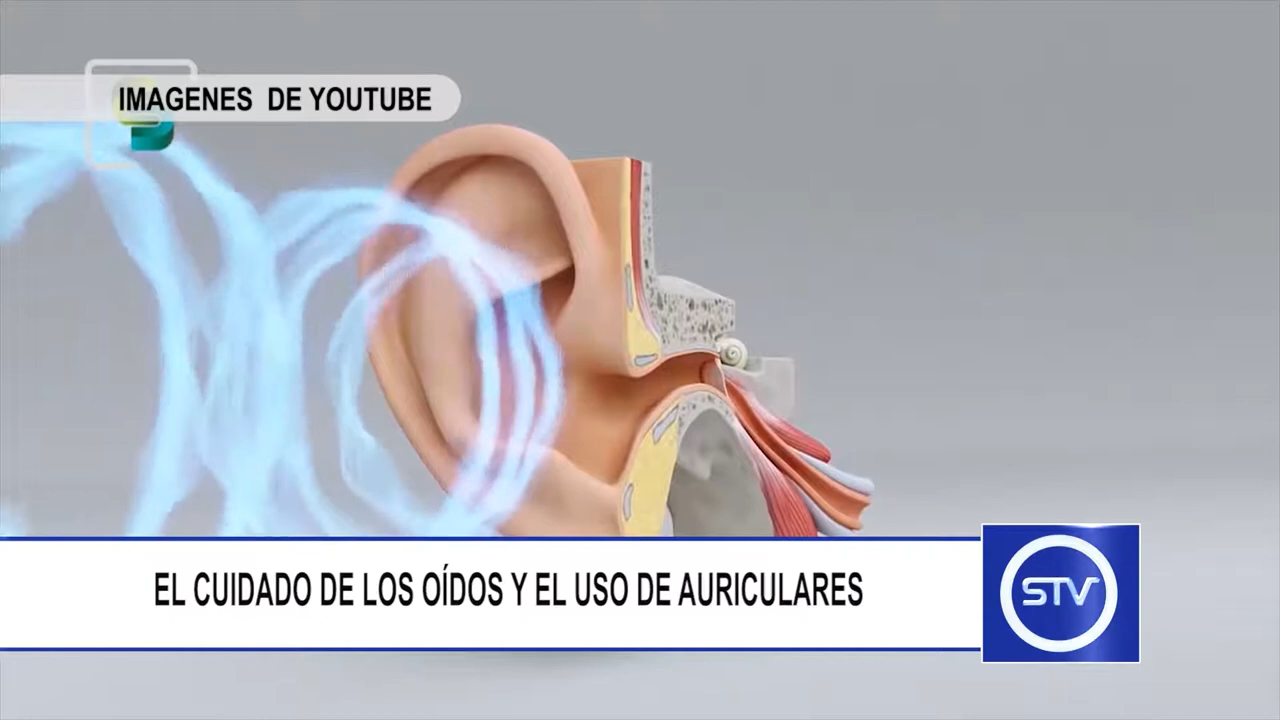 IMAGENES DE YOUTUBE
EL CUIDADO DE LOS OÍDOS Y EL USO DE AURICULARES
STV